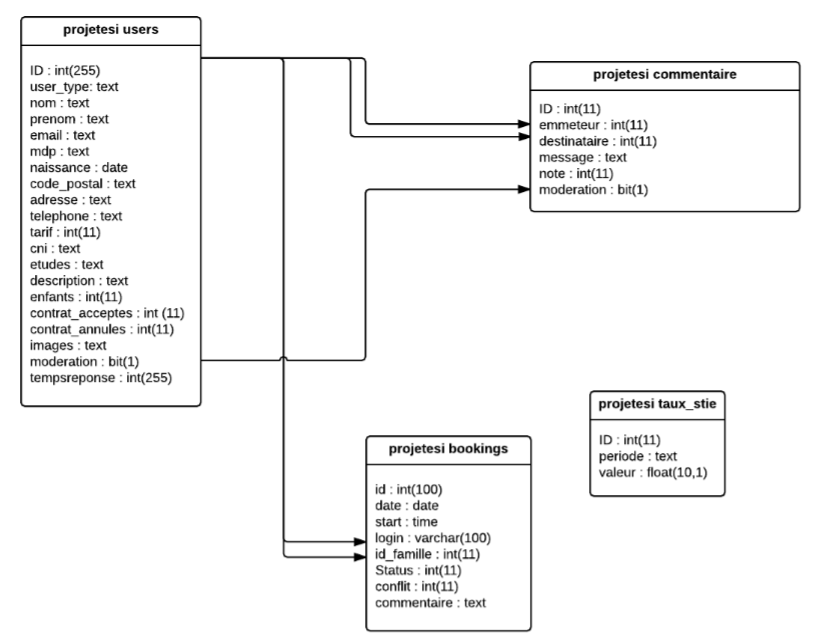 projetesi users
ID : int(255)
user_type: text
nom : text
prenom : text
email : text
mdp : text
naissance : date
code_postal : text
adresse : text
telephone : text
tarif : int(11)
cni : text
etudes : text
description : text
enfants : int(11)
contrat_acceptes : int (11)
contrat_annules : int(11)
images : text
moderation : bit(1)
tempsreponse : int(255)
projetesi commentaire
ID : int(11)
emmeteur : int(11)
destinataire : int(11)
message : text
note : int(11)
moderation : bit(1)
projetesi taux_stie
ID : int(11)
periode : text
valeur : float(10,1)
projetesi bookings
id : int(100)
date : date
start : time
login : varchar(100)
id_famille : int(11)
Status : int(11)
conflit : int(11)
commentaire : text